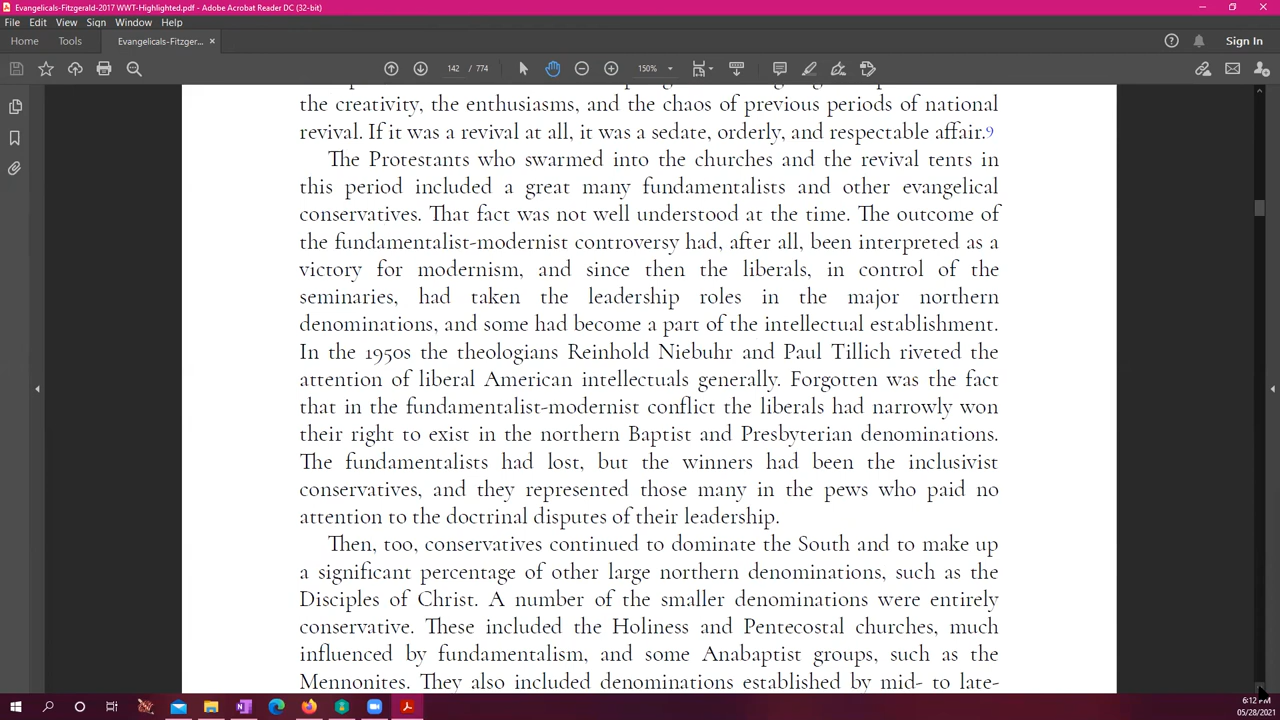 Evangelicals-Fitzgerald-2017 WWT-Highlighted.pdf - Adobe Acrobat Reader DC (32-bit)
File Edit View Sign Window Help
Home Tools Evangelicals-Fitzger... × Sign In
142 / 774 150%
the creativity, the enthusiasms, and the chaos of previous periods of national
revival. If it was a revival at all, it was a sedate, orderly, and respectable affair.9
The Protestants who swarmed into the churches and the revival tents in
this period included a great many fundamentalists and other evangelical
conservatives. That fact was not well understood at the time. The outcome of
the fundamentalist-modernist controversy had, after all, been interpreted as a
victory for modernism, and since then the liberals, in control of the
seminaries, had taken the leadership roles in the major northern
denominations, and some had become a part of the intellectual establishment.
In the 1950s the theologians Reinhold Niebuhr and Paul Tillich riveted the
attention of liberal American intellectuals generally. Forgotten was the fact
that in the fundamentalist-modernist conflict the liberals had narrowly won
their right to exist in the northern Baptist and Presbyterian denominations.
The fundamentalists had lost, but the winners had been the inclusivist
conservatives, and they represented those many in the pews who paid no
attention to the doctrinal disputes of their leadership.
Then, too, conservatives continued to dominate the South and to make up
a significant percentage of other large northern denominations, such as the
Disciples of Christ. A number of the smaller denominations were entirely
conservative. These included the Holiness and Pentecostal churches, much
influenced by fundamentalism, and some Anabaptist groups, such as the
Mennonites. They also included denominations established by mid- to late-
6:12 PM
05/28/2021